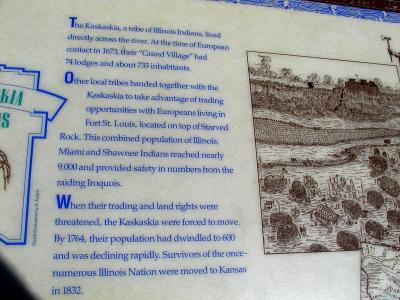 The Kaskaskia, a tribe of Illinois Indians, lived
directly across the river. At the time of European
contact in 1673, their "Grand Village" had
74 lodges and about 735 inhabitants.
Other local tribes banded together with the
Kaskaskia to take advantage of trading
opportunities with Europeans living in
Fort St. Louis, located on top of Starved
Rock. This combined population of Illinois,
Miami and Shawnee Indians reached nearly
9,000 and provided safety in numbers from the
raiding Iroquois.
When their trading and land rights were
threatened, the Kaskaskia were forced to move.
By 1764, their population had dwindled to 600
and was declining rapidly. Survivors of the once-
numerous Illinois Nation were moved to Kansas
in 1832.